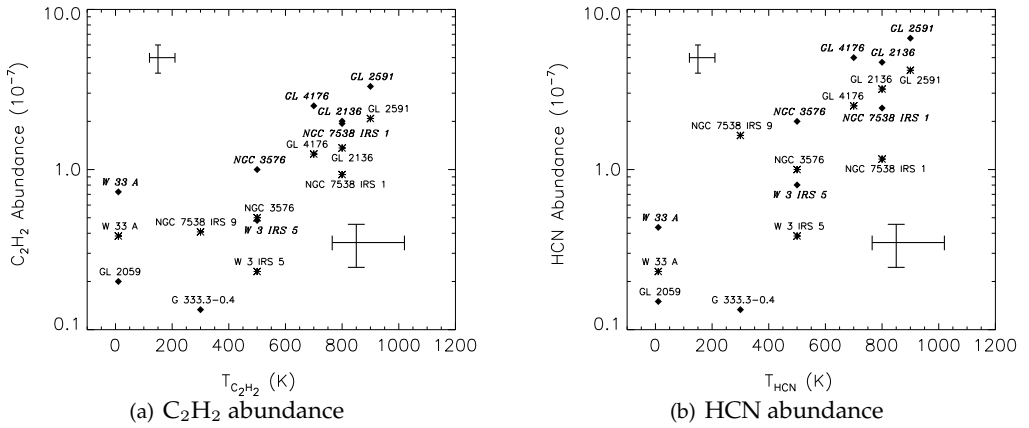 10.0
1.0
0.1
C₂H₂ Abundance (10⁻⁷)
GL 2591
GL 4176
GL 2136
GL 2591
NGC 7538 IRS 1
GL 4176
GL 2136
NGC 3576
NGC 7538 IRS 1
W 33 A
NGC 3576
NGC 7538 IRS 9
W 33 A
W 3 IRS 5
W 3 IRS 5
GL 2059
G 333.3-0.4
0 200 400 600 800 1000 1200
T_C₂H₂ (K)
(a) C₂H₂ abundance
10.0
1.0
0.1
HCN Abundance (10⁻⁷)
GL 2591
GL 4176
GL 2136
GL 2136
GL 2591
GL 4176
NGC 3576
NGC 7538 IRS 1
NGC 7538 IRS 9
NGC 3576
NGC 7538 IRS 1
W 3 IRS 5
W 33 A
W 3 IRS 5
W 33 A
GL 2059
G 333.3-0.4
0 200 400 600 800 1000 1200
T_HCN (K)
(b) HCN abundance